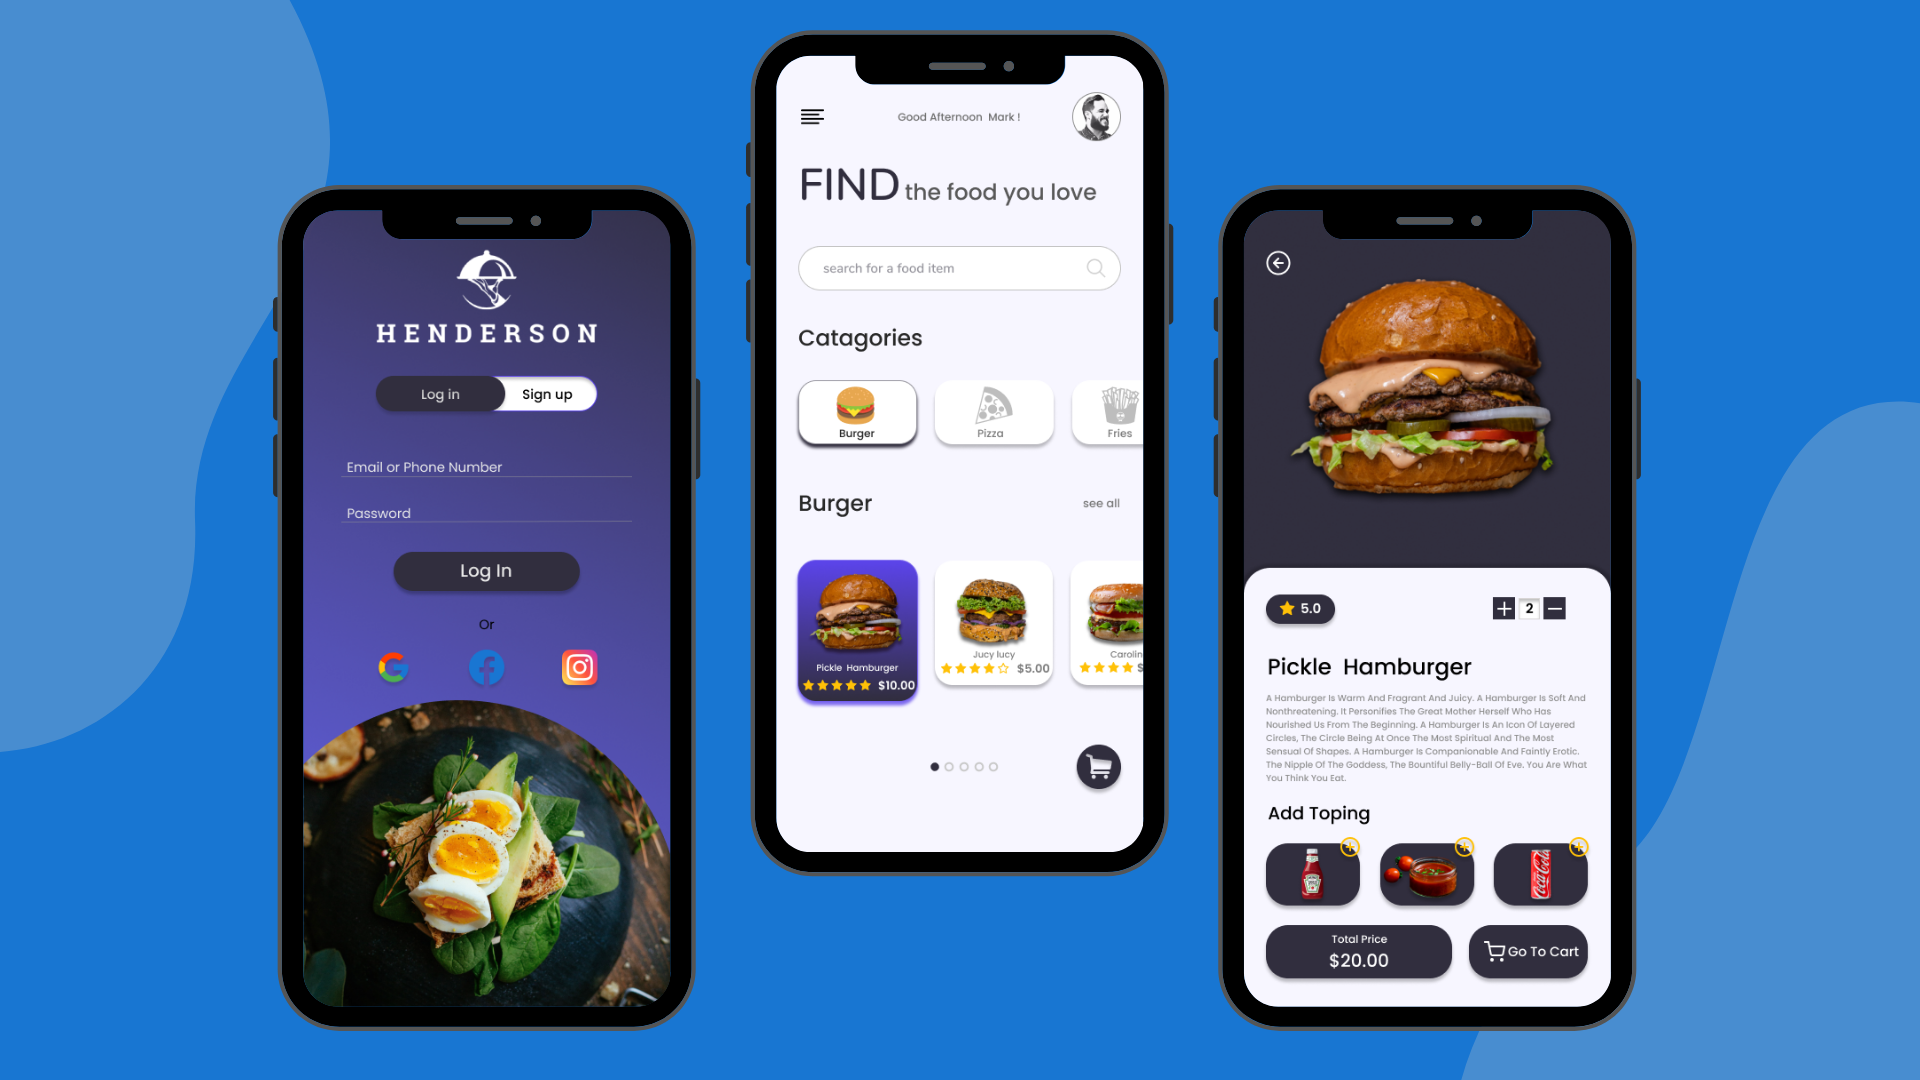 HENDERSON
Log in
Sign up
Email or Phone Number
Password
Log In
Or
Good Afternoon Mark !
FIND the food you love
search for a food item
Catagories
Burger
Pizza
Fries
Burger
see all
Pickle Hamburger
$10.00
Jucy lucy
$5.00
Carolin
$
5.0
2
Pickle Hamburger
A Hamburger Is Warm And Fragrant And Juicy. A Hamburger Is Soft And
Nonthreatening. It Personifies The Great Mother Herself Who Has
Nourished Us From The Beginning. A Hamburger Is An Icon Of Layered
Circles, The Circle Being At Once The Most Spiritual And The Most
Sensual Of Shapes. A Hamburger Is Companionable And Faintly Erotic.
The Nipple Of The Goddess, The Bountiful Belly-Ball Of Eve. You Are What
You Think You Eat.
Add Toping
HEINZ
Coca-Cola
Total Price
$20.00
Go To Cart